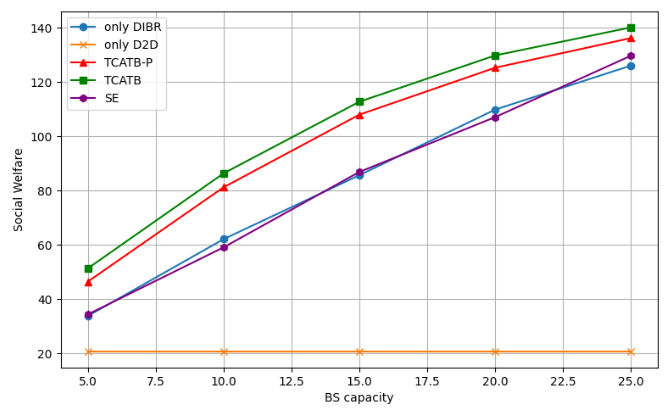 140
120
100
80
60
40
20
Social Welfare
only DIBR
only D2D
TCATB-P
TCATB
SE
5.0 7.5 10.0 12.5 15.0 17.5 20.0 22.5 25.0
BS capacity